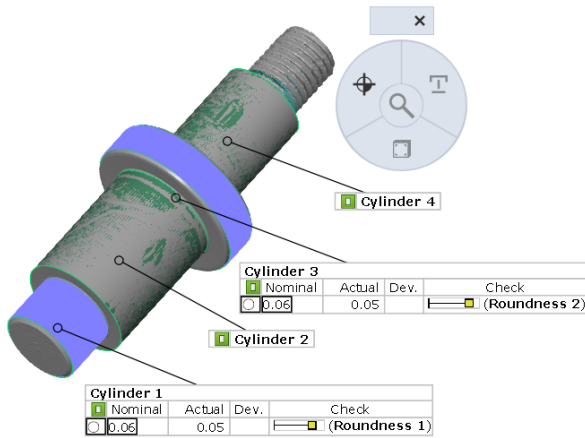 Cylinder 4
Cylinder 3
Nominal Actual Dev. Check
0.06 0.05 (Roundness 2)
Cylinder 2
Cylinder 1
Nominal Actual Dev. Check
0.06 0.05 (Roundness 1)